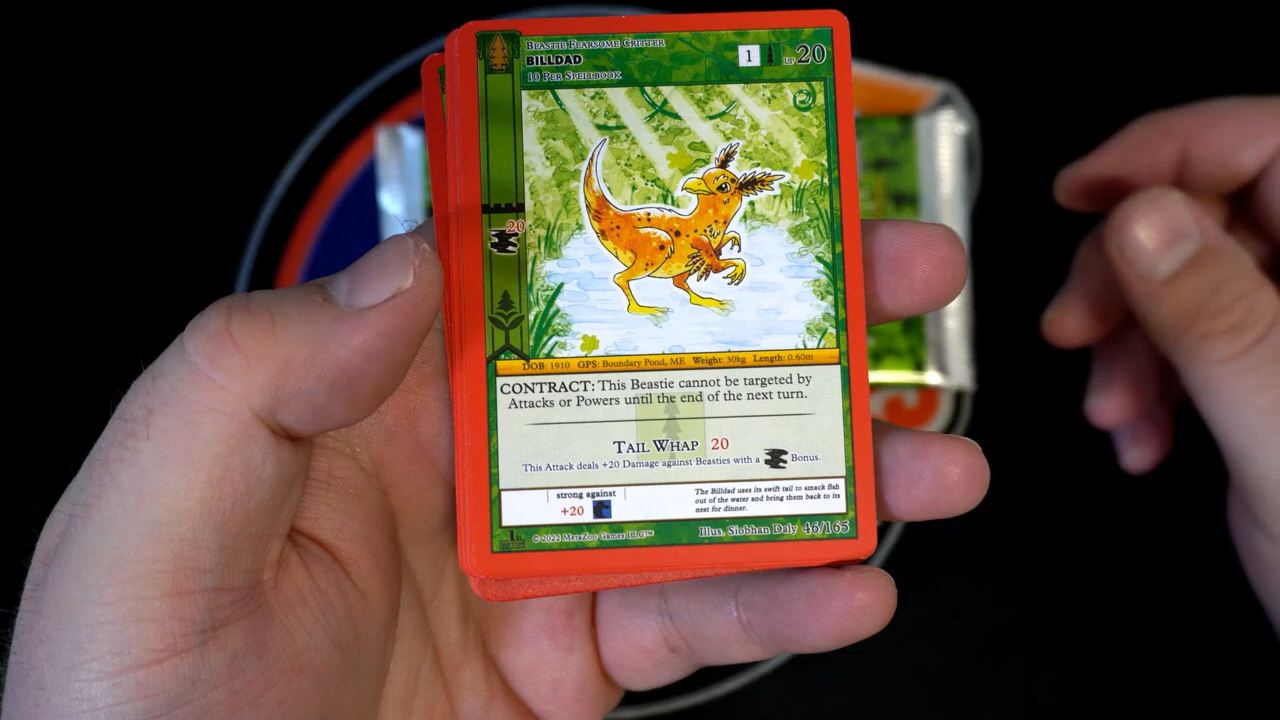 BEASTIE FEARSOME CRITTER
BILLDAD
1 LP 20
10 PER SPELLBOOK
20
DOB: 1910 GPS: Boundary Pond, ME Weight: 30kg Length: 0.60m
CONTRACT: This Beastie cannot be targeted by
Attacks or Powers until the end of the next turn.
TAIL WHAP 20
This Attack deals +20 Damage against Beasties with a Bonus.
strong against
+20
The Billdad uses its swift tail to smack fish
out of the water and bring them back to its
nest for dinner.
© 2022 MetaZoo Games LLC™
Illus. Siobhan Daly 46/165